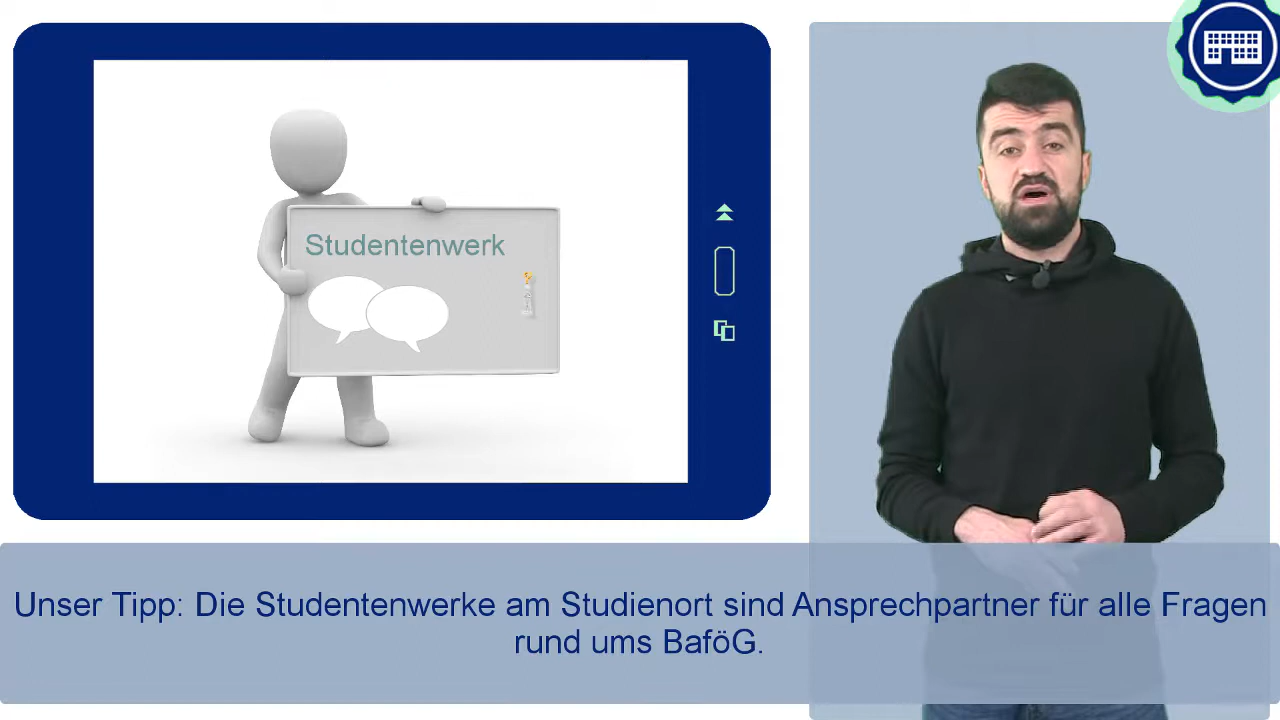 Studentenwerk
Unser Tipp: Die Studentenwerke am Studienort sind Ansprechpartner für alle Fragen
rund ums BaföG.